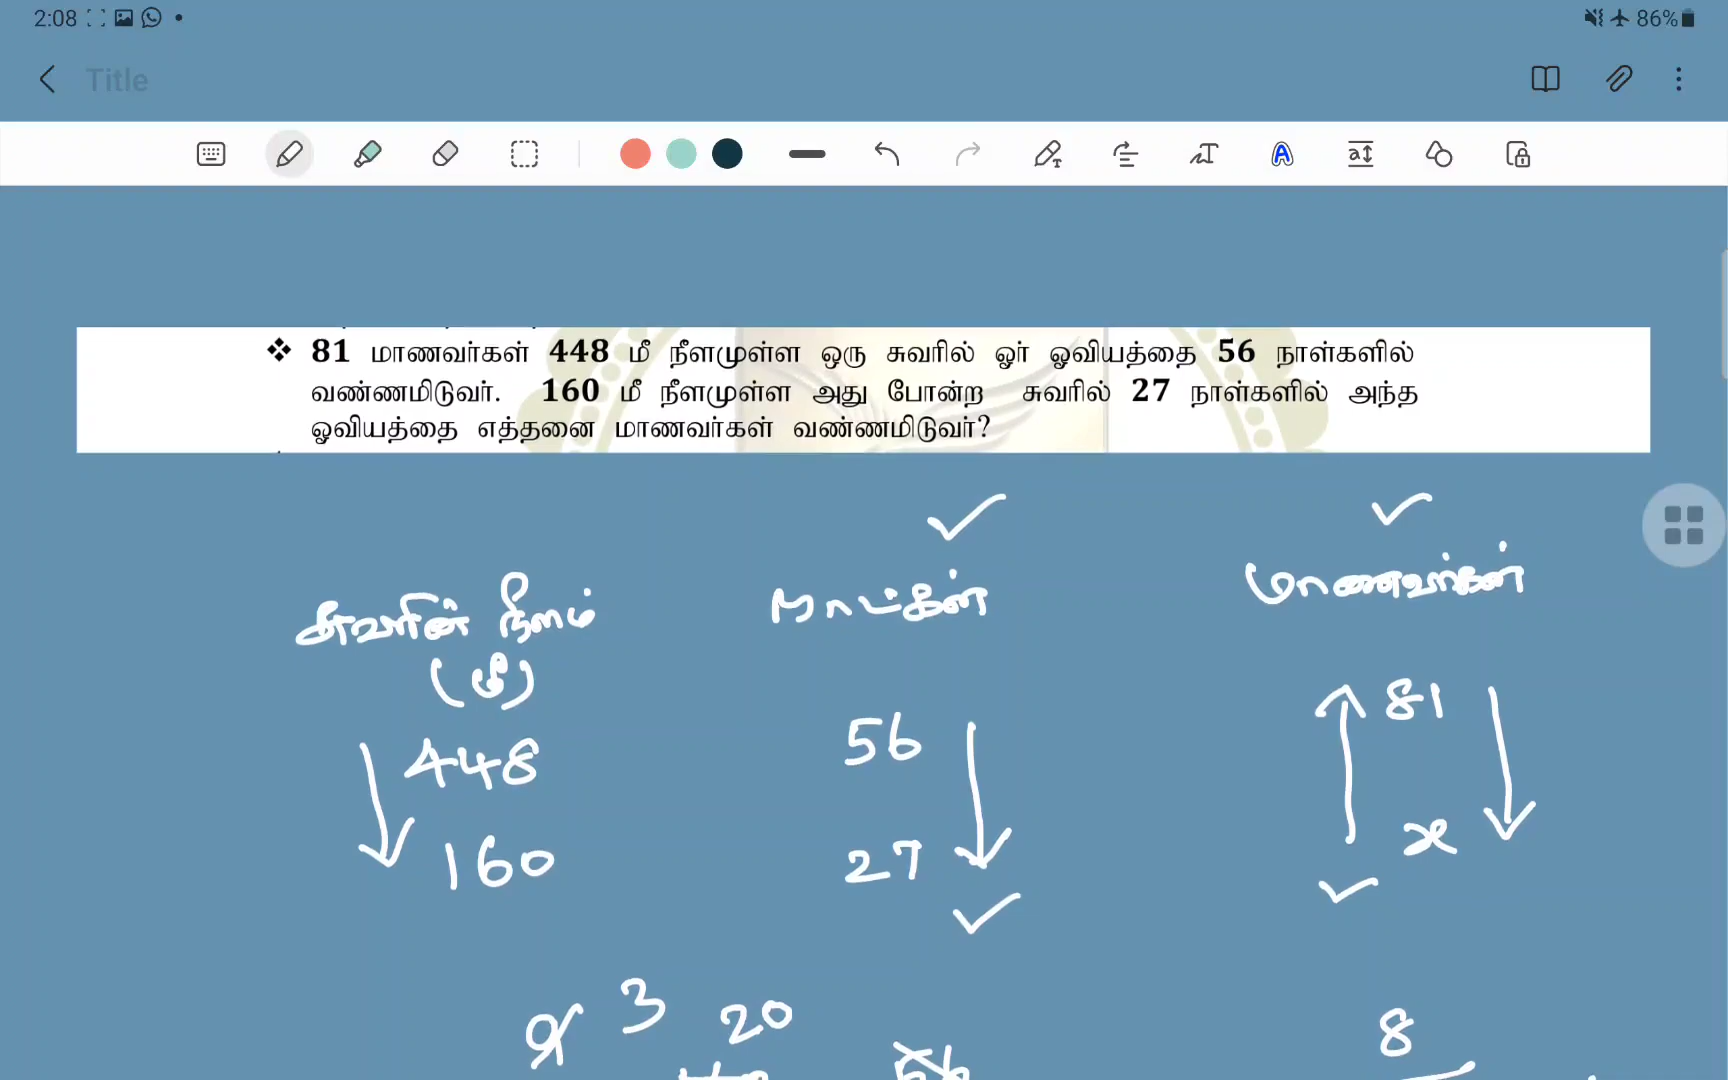 2:08
86%
Title
❖ 81 மாணவர்கள் 448 மீ நீளமுள்ள ஒரு சுவரில் ஓர் ஓவியத்தை 56 நாள்களில்
வண்ணமிடுவர். 160 மீ நீளமுள்ள அது போன்ற சுவரில் 27 நாள்களில் அந்த
ஓவியத்தை எத்தனை மாணவர்கள் வண்ணமிடுவர்?
சுவரின் நீளம் நாட்கள் மாணவர்கள்
(மீ)
448 56 81
160 27 x
9 3 20 8
56